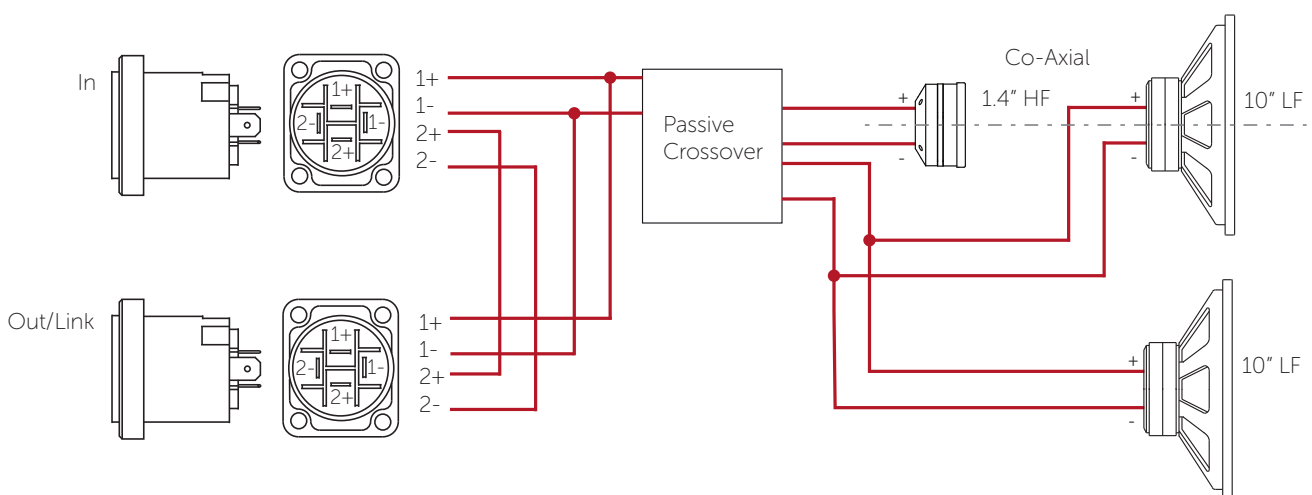 In
1+
2-
1-
2+
1+
1-
2+
2-
Passive
Crossover
+
-
Co-Axial
1.4” HF
+
-
10” LF
Out/Link
1+
2-
1-
2+
1+
1-
2+
2-
+
-
10” LF